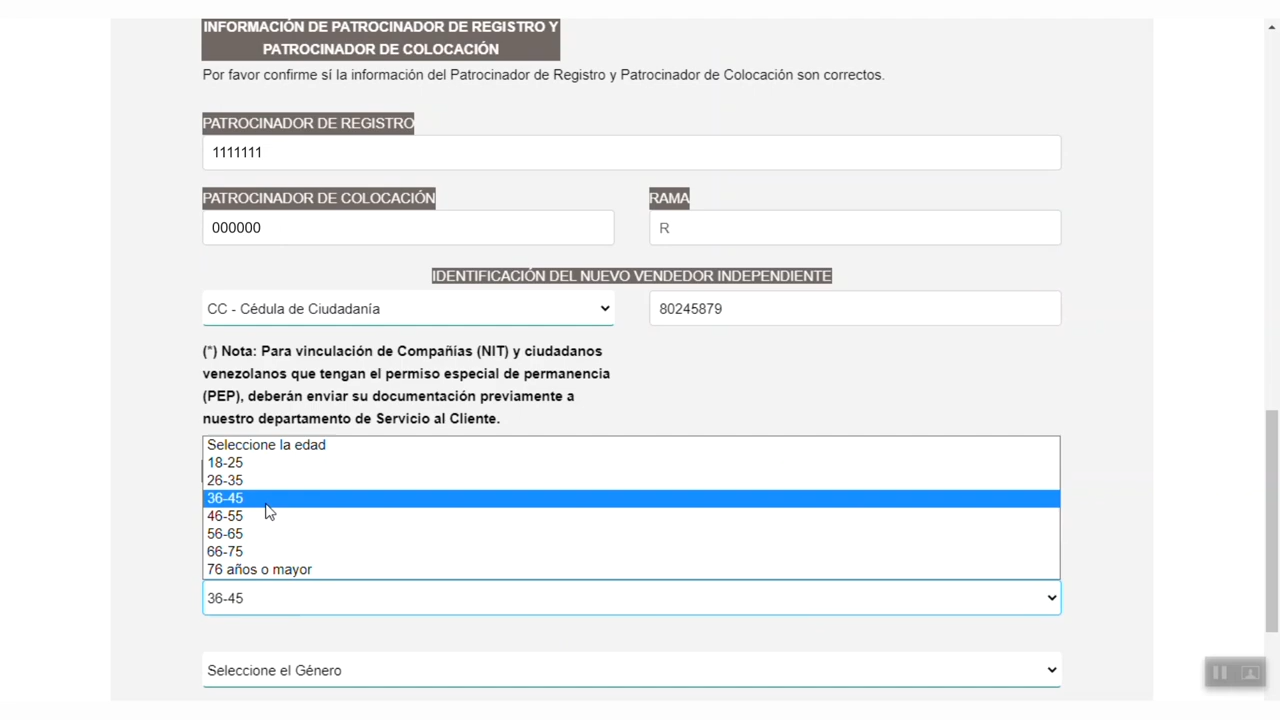 INFORMACIÓN DE PATROCINADOR DE REGISTRO Y
PATROCINADOR DE COLOCACIÓN
Por favor confirme sí la información del Patrocinador de Registro y Patrocinador de Colocación son correctos.
PATROCINADOR DE REGISTRO
1111111
PATROCINADOR DE COLOCACIÓN
RAMA
000000
R
IDENTIFICACIÓN DEL NUEVO VENDEDOR INDEPENDIENTE
CC - Cédula de Ciudadanía
80245879
(*) Nota: Para vinculación de Compañías (NIT) y ciudadanos
venezolanos que tengan el permiso especial de permanencia
(PEP), deberán enviar su documentación previamente a
nuestro departamento de Servicio al Cliente.
Seleccione la edad
18-25
26-35
36-45
46-55
56-65
66-75
76 años o mayor
36-45
Seleccione el Género